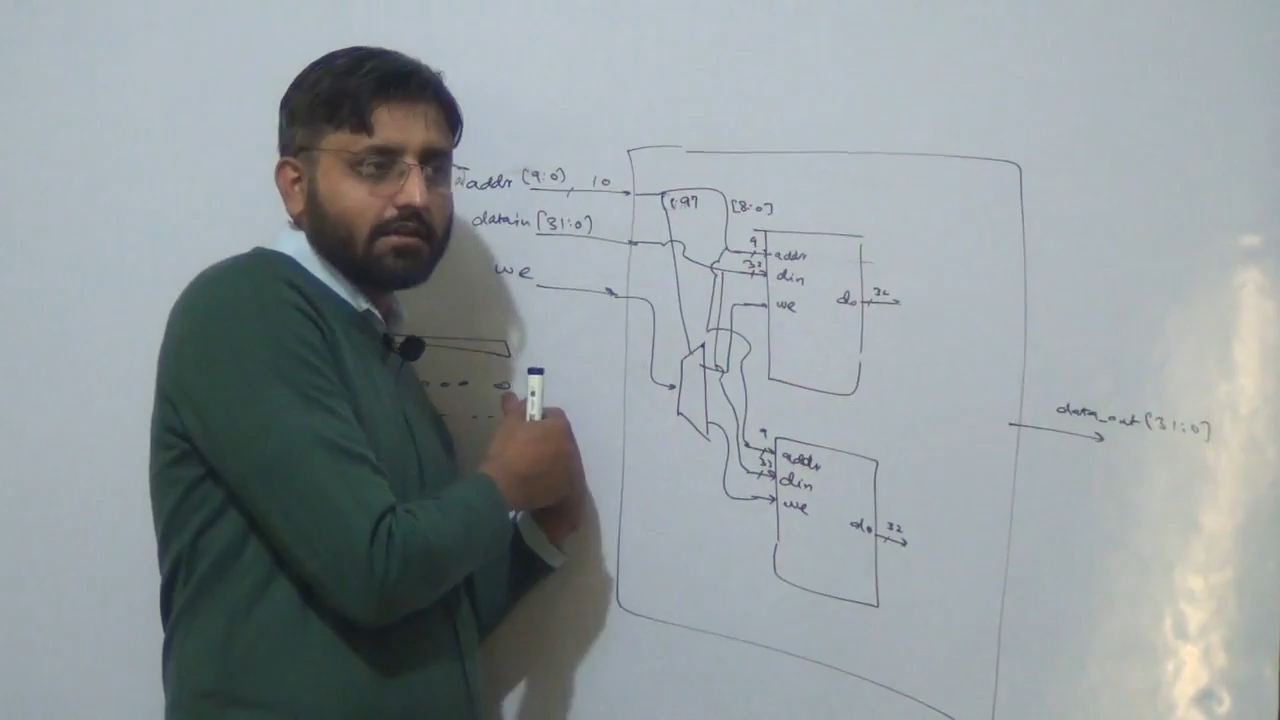 addr [9:0] 10
datain [31:0]
we
[9]
[8:0]
9
addr
32
din
we
do 32
9
addr
32
din
we
do 32
data_out [31:0]